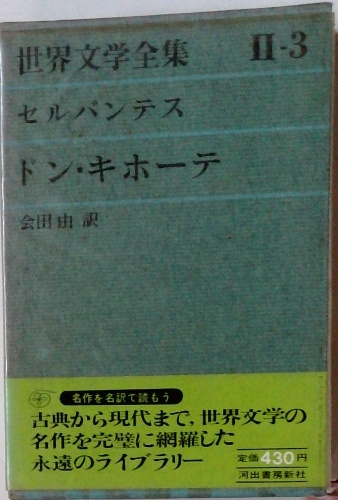 世界文学全集 Ⅱ-3
セルバンテス
ドン・キホーテ
会田由 訳
名作を名訳で読もう
古典から現代まで，世界文学の
名作を完璧に網羅した
永遠のライブラリー
定価430円
河出書房新社